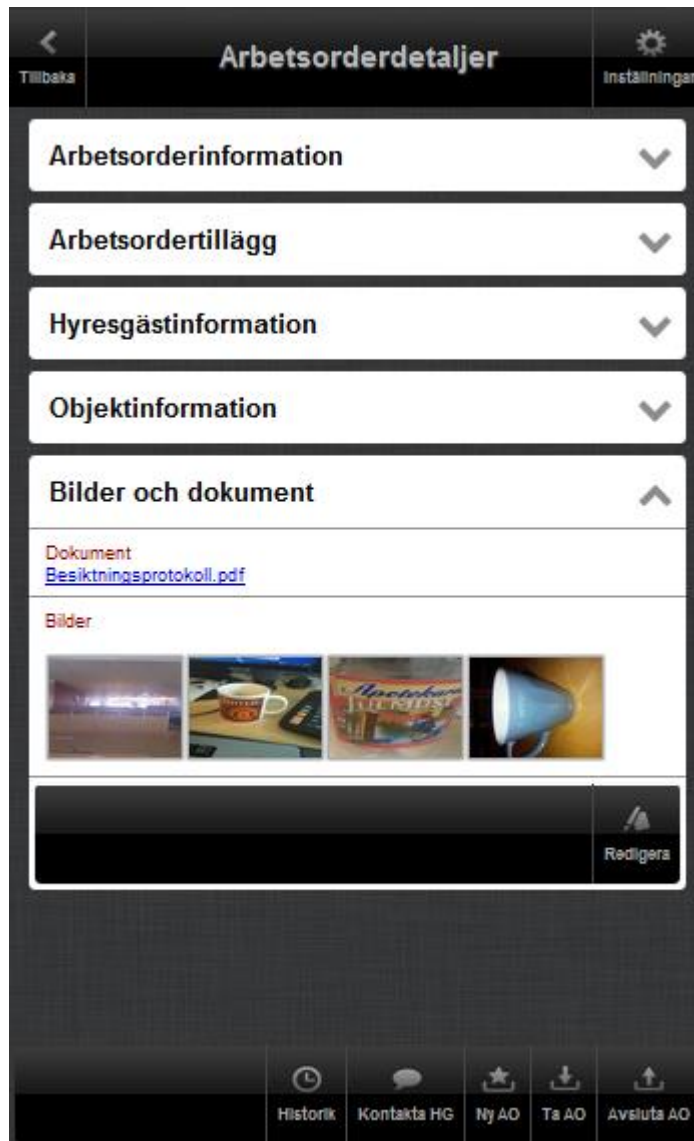 Tillbaka
Arbetsorderdetaljer
Inställningar
Arbetsorderinformation
Arbetsordertillägg
Hyresgästinformation
Objektinformation
Bilder och dokument
Dokument
Besiktningsprotokoll.pdf
Bilder
Redigera
Historik
Kontakta HG
Ny AO
Ta AO
Avsluta AO